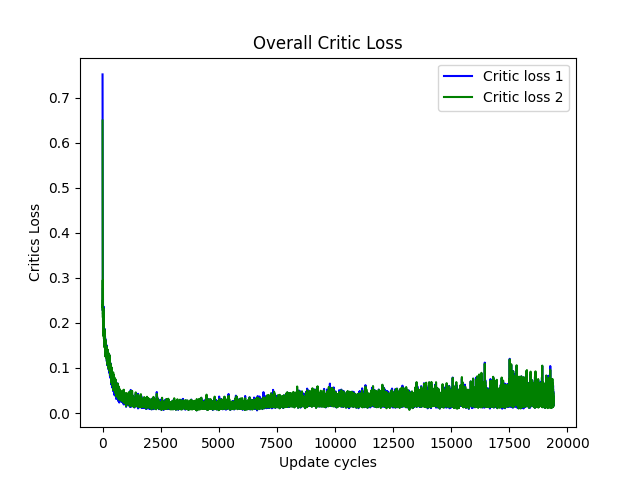 Overall Critic Loss
Critic loss 1
Critic loss 2
Critics Loss
0.7
0.6
0.5
0.4
0.3
0.2
0.1
0.0
0 2500 5000 7500 10000 12500 15000 17500 20000
Update cycles